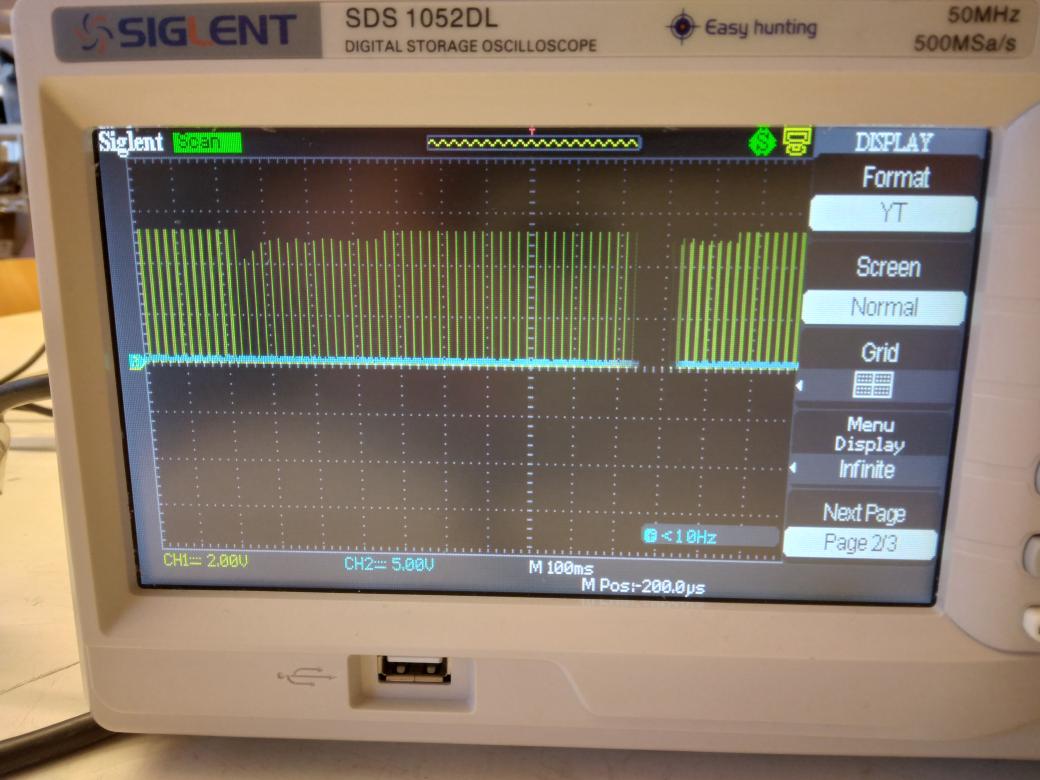 SIGLENT
SDS 1052DL
DIGITAL STORAGE OSCILLOSCOPE
Easy hunting
50MHz
500MSa/s
Siglent
Scan
T
S
DISPLAY
Format
YT
Screen
Normal
Grid
Menu
Display
Infinite
Next Page
Page 2/3
<10Hz
CH1 2.00V
CH2 5.00V
M 100ms
M Pos:-200.0µs